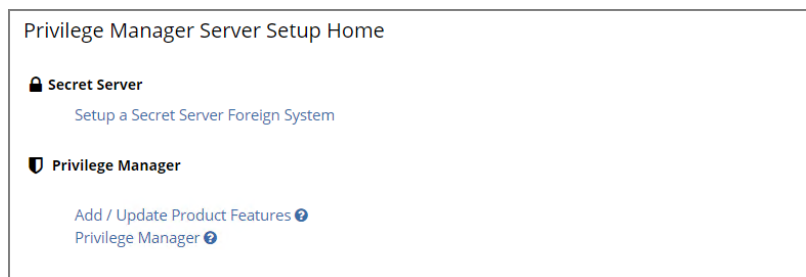 Privilege Manager Server Setup Home
Secret Server
Setup a Secret Server Foreign System
Privilege Manager
Add / Update Product Features
Privilege Manager